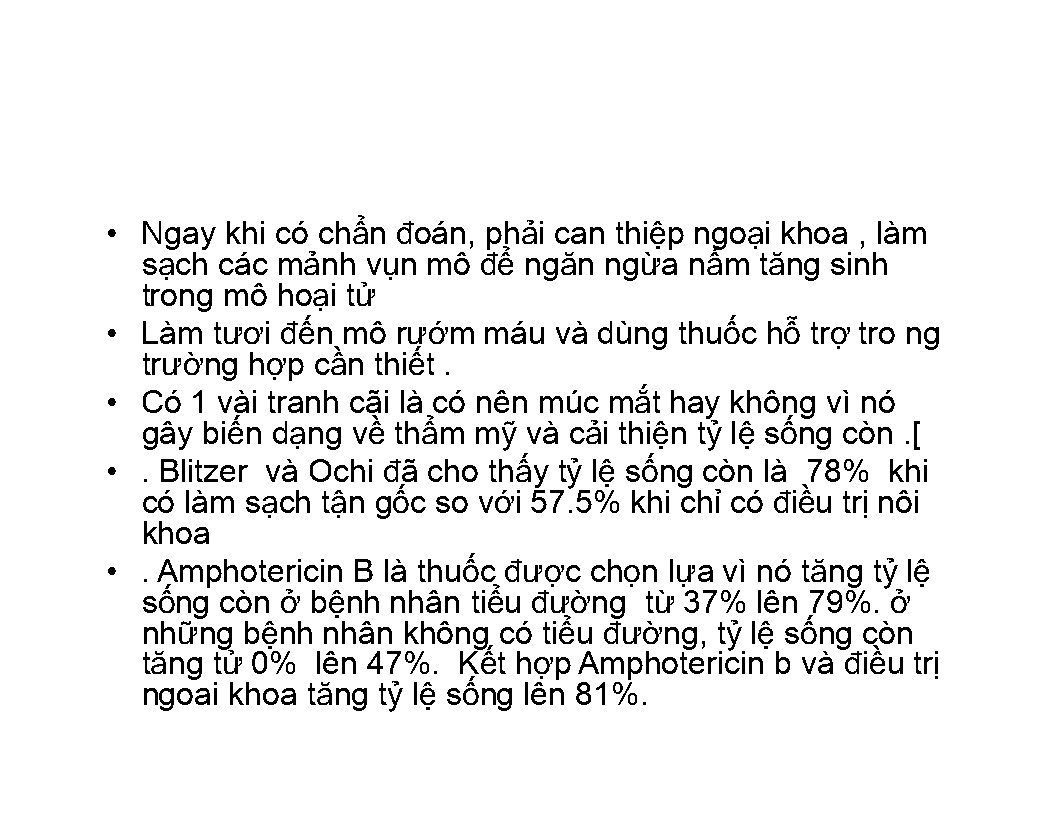 • Ngay khi có chẩn đoán, phải can thiệp ngoại khoa , làm
sạch các mảnh vụn mô để ngăn ngừa nấm tăng sinh
trong mô hoại tử
• Làm tươi đến mô rướm máu và dùng thuốc hỗ trợ tro ng
trường hợp cần thiết .
• Có 1 vài tranh cãi là có nên múc mắt hay không vì nó
gây biến dạng về thẩm mỹ và cải thiện tỷ lệ sống còn .[
• . Blitzer và Ochi đã cho thấy tỷ lệ sống còn là 78% khi
có làm sạch tận gốc so với 57.5% khi chỉ có điều trị nôi
khoa
• . Amphotericin B là thuốc được chọn lựa vì nó tăng tỷ lệ
sống còn ở bệnh nhân tiểu đường từ 37% lên 79%. ở
những bệnh nhân không có tiểu đường, tỷ lệ sống còn
tăng tử 0% lên 47%. Kết hợp Amphotericin b và điều trị
ngoai khoa tăng tỷ lệ sống lên 81%.